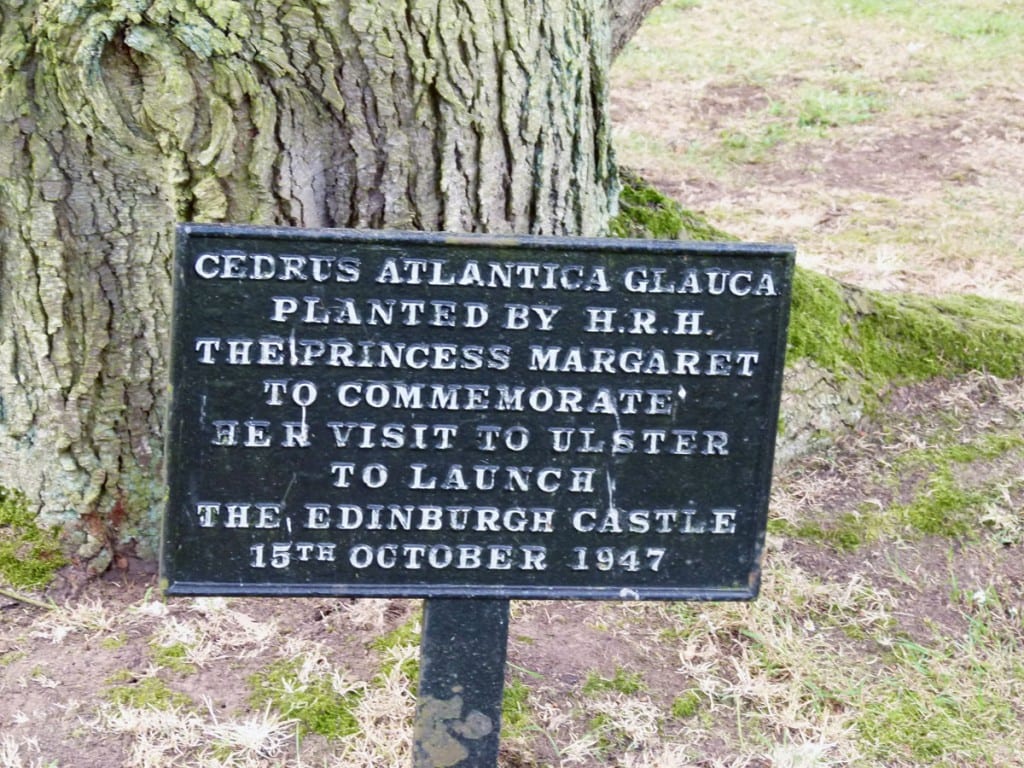 CEDRUS ATLANTICA GLAUCA
PLANTED BY H.R.H.
THE PRINCESS MARGARET
TO COMMEMORATE
HER VISIT TO ULSTER
TO LAUNCH
THE EDINBURGH CASTLE
15TH OCTOBER 1947